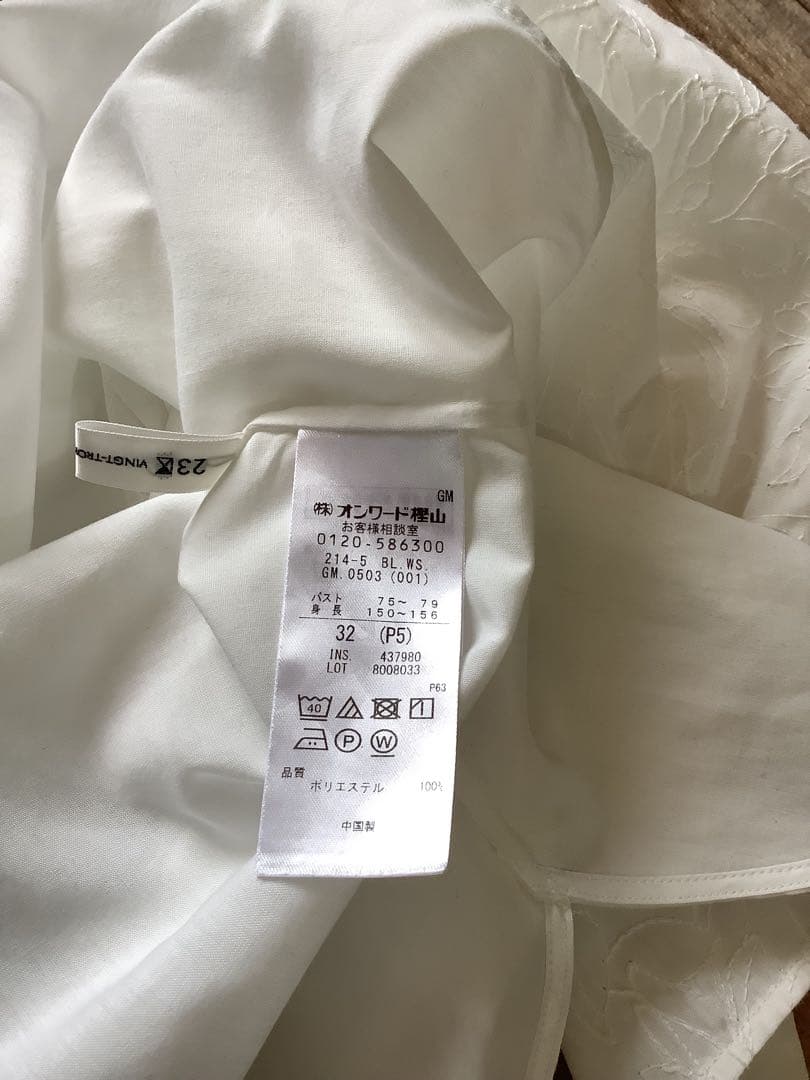 GM
(株)オンワード樫山
お客様相談室
0120-586300
214-5 BL.WS.
GM.0503 (001)
バスト 75～ 79
身長 150～156
32 (P5)
INS. 437980
LOT 8008033
P63
40
P
W
品質
ポリエステル 100%
中国製
23区 VINGT-TROI